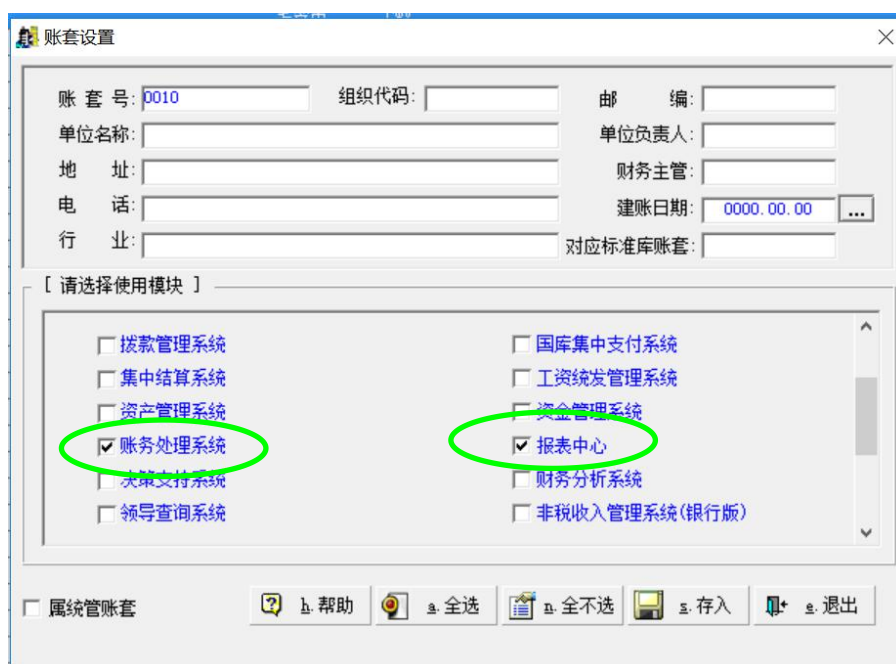 账套设置
账 套 号: 0010 组织代码: 邮 编:
单位名称: 单位负责人:
地 址: 财务主管:
电 话: 建账日期: 0000.00.00 ...
行 业: 对应标准库账套:
[ 请选择使用模块 ]
拨款管理系统 国库集中支付系统
集中结算系统 工资统发管理系统
资产管理系统 资金管理系统
账务处理系统 报表中心
决策支持系统 财务分析系统
领导查询系统 非税收入管理系统(银行版)
属统管账套 h.帮助 a.全选 n.全不选 s.存入 e.退出